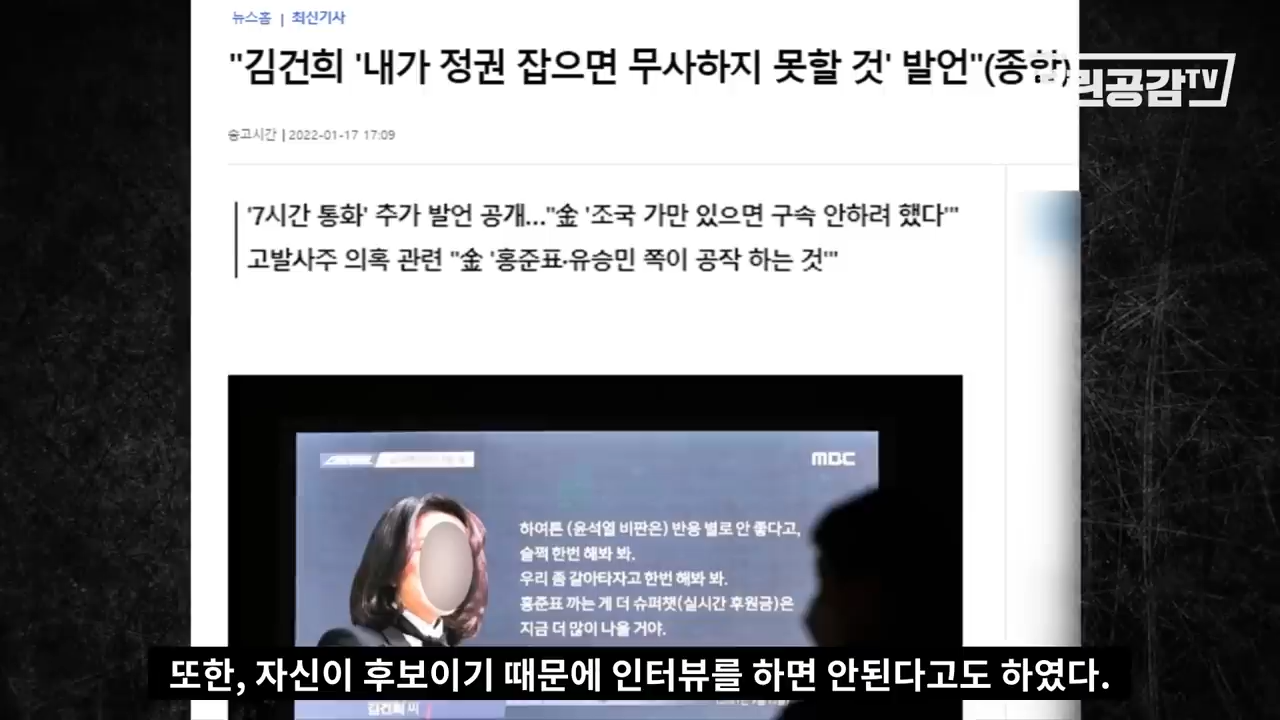 뉴스홈 | 최신기사
"김건희 '내가 정권 잡으면 무사하지 못할 것' 발언"(종합)
린공감TV
송고시간 | 2022-01-17 17:09
'7시간 통화' 추가 발언 공개…"金 '조국 가만 있으면 구속 안하려 했다'"
고발사주 의혹 관련 "金 '홍준표·유승민 쪽이 공작 하는 것'"
MBC
하여튼 (윤석열 비판은) 반응 별로 안 좋다고,
슬쩍 한번 해봐 봐.
우리 좀 갈아타자고 한번 해봐 봐.
홍준표 까는 게 더 슈퍼챗(실시간 후원금)은
지금 더 많이 나올 거야.
또한, 자신이 후보이기 때문에 인터뷰를 하면 안된다고도 하였다.
김건희 씨